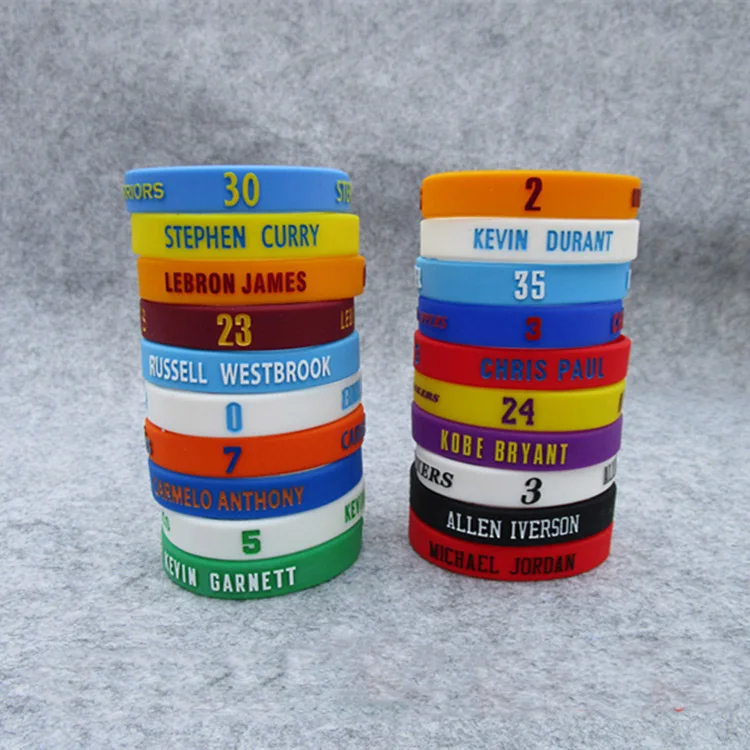 30
STEPHEN CURRY
LEBRON JAMES
23
RUSSELL WESTBROOK
0
7
CARMELO ANTHONY
5
KEVIN GARNETT
2
KEVIN DURANT
35
3
CHRIS PAUL
24
KOBE BRYANT
3
ALLEN IVERSON
MICHAEL JORDAN